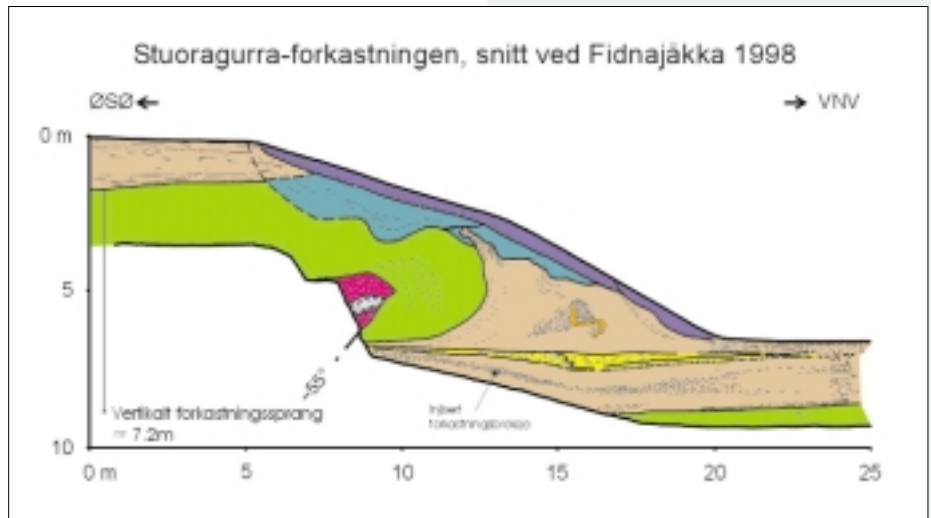 Stuoragurra-forkastningen, snitt ved Fidnajåkka 1998
ØSØ
VNV
0 m
5
10
~55°
Vertikalt forkastningssprang
= 7.2m
Injisert
0 m
5
10
15
20
25